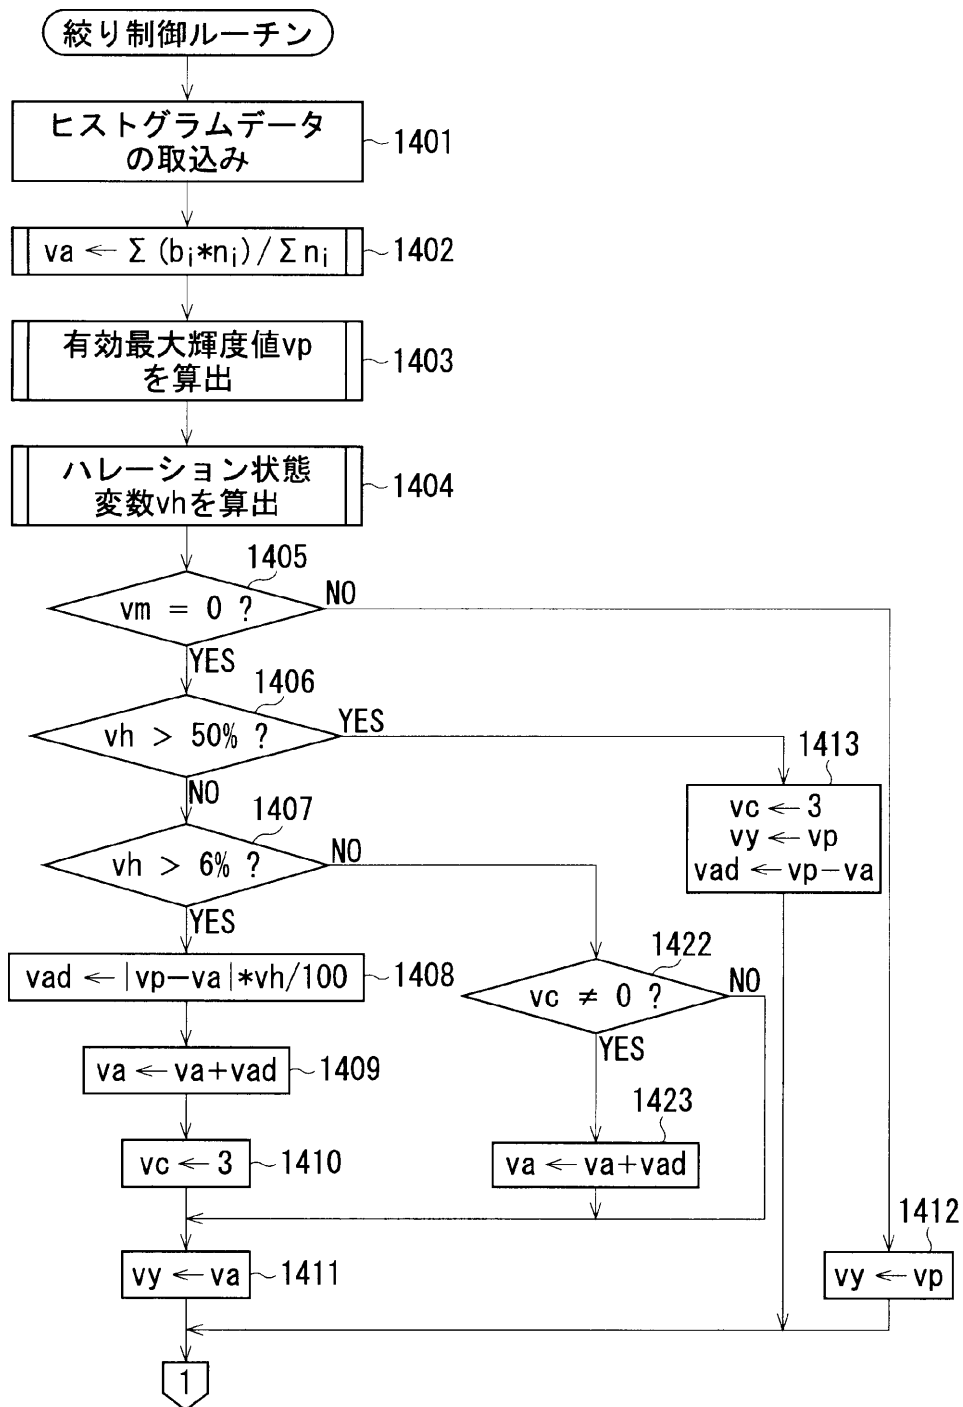 絞り制御ルーチン
ヒストグラムデータ
の取込み
1401
va ← Σ (bi*ni) / Σ ni
1402
有効最大輝度値vp
を算出
1403
ハレーション状態
変数vhを算出
1404
1405
vm = 0 ?
NO
YES
1406
vh > 50% ?
YES
NO
1413
vc ← 3
vy ← vp
vad ← vp−va
1407
vh > 6% ?
NO
YES
vad ← |vp−va|*vh/100
1408
1422
vc ≠ 0 ?
NO
YES
va ← va+vad
1409
1423
va ← va+vad
vc ← 3
1410
vy ← va
1411
1412
vy ← vp
1